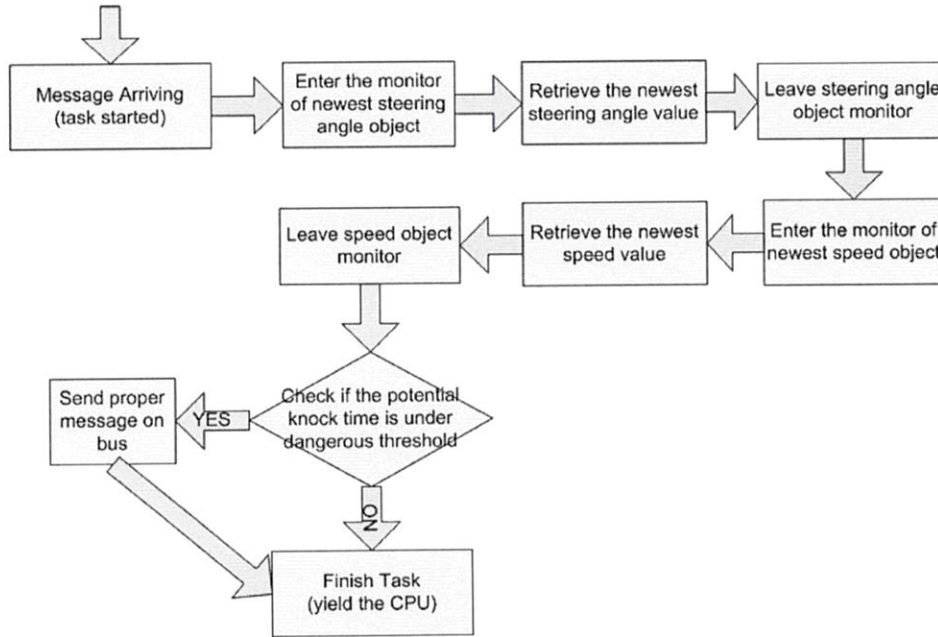 Message Arriving
(task started)
Enter the monitor
of newest steering
angle object
Retrieve the newest
steering angle value
Leave steering angle
object monitor
Enter the monitor of
newest speed object
Retrieve the newest
speed value
Leave speed object
monitor
Check if the potential
knock time is under
dangerous threshold
YES
Send proper
message on
bus
NO
Finish Task
(yield the CPU)